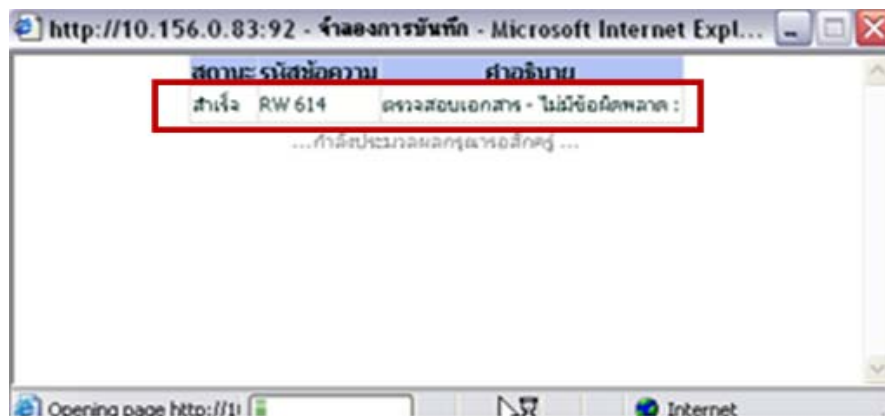 http://10.156.0.83:92 - จำลองการบันทึก - Microsoft Internet Expl...
สถานะ รหัสข้อความ คำอธิบาย
สำเร็จ RW 614 ตรวจสอบเอกสาร - ไม่มีข้อผิดพลาด :
...กำลังประมวลผลกรุณารอสักครู่ ...
Opening page http://1 Internet